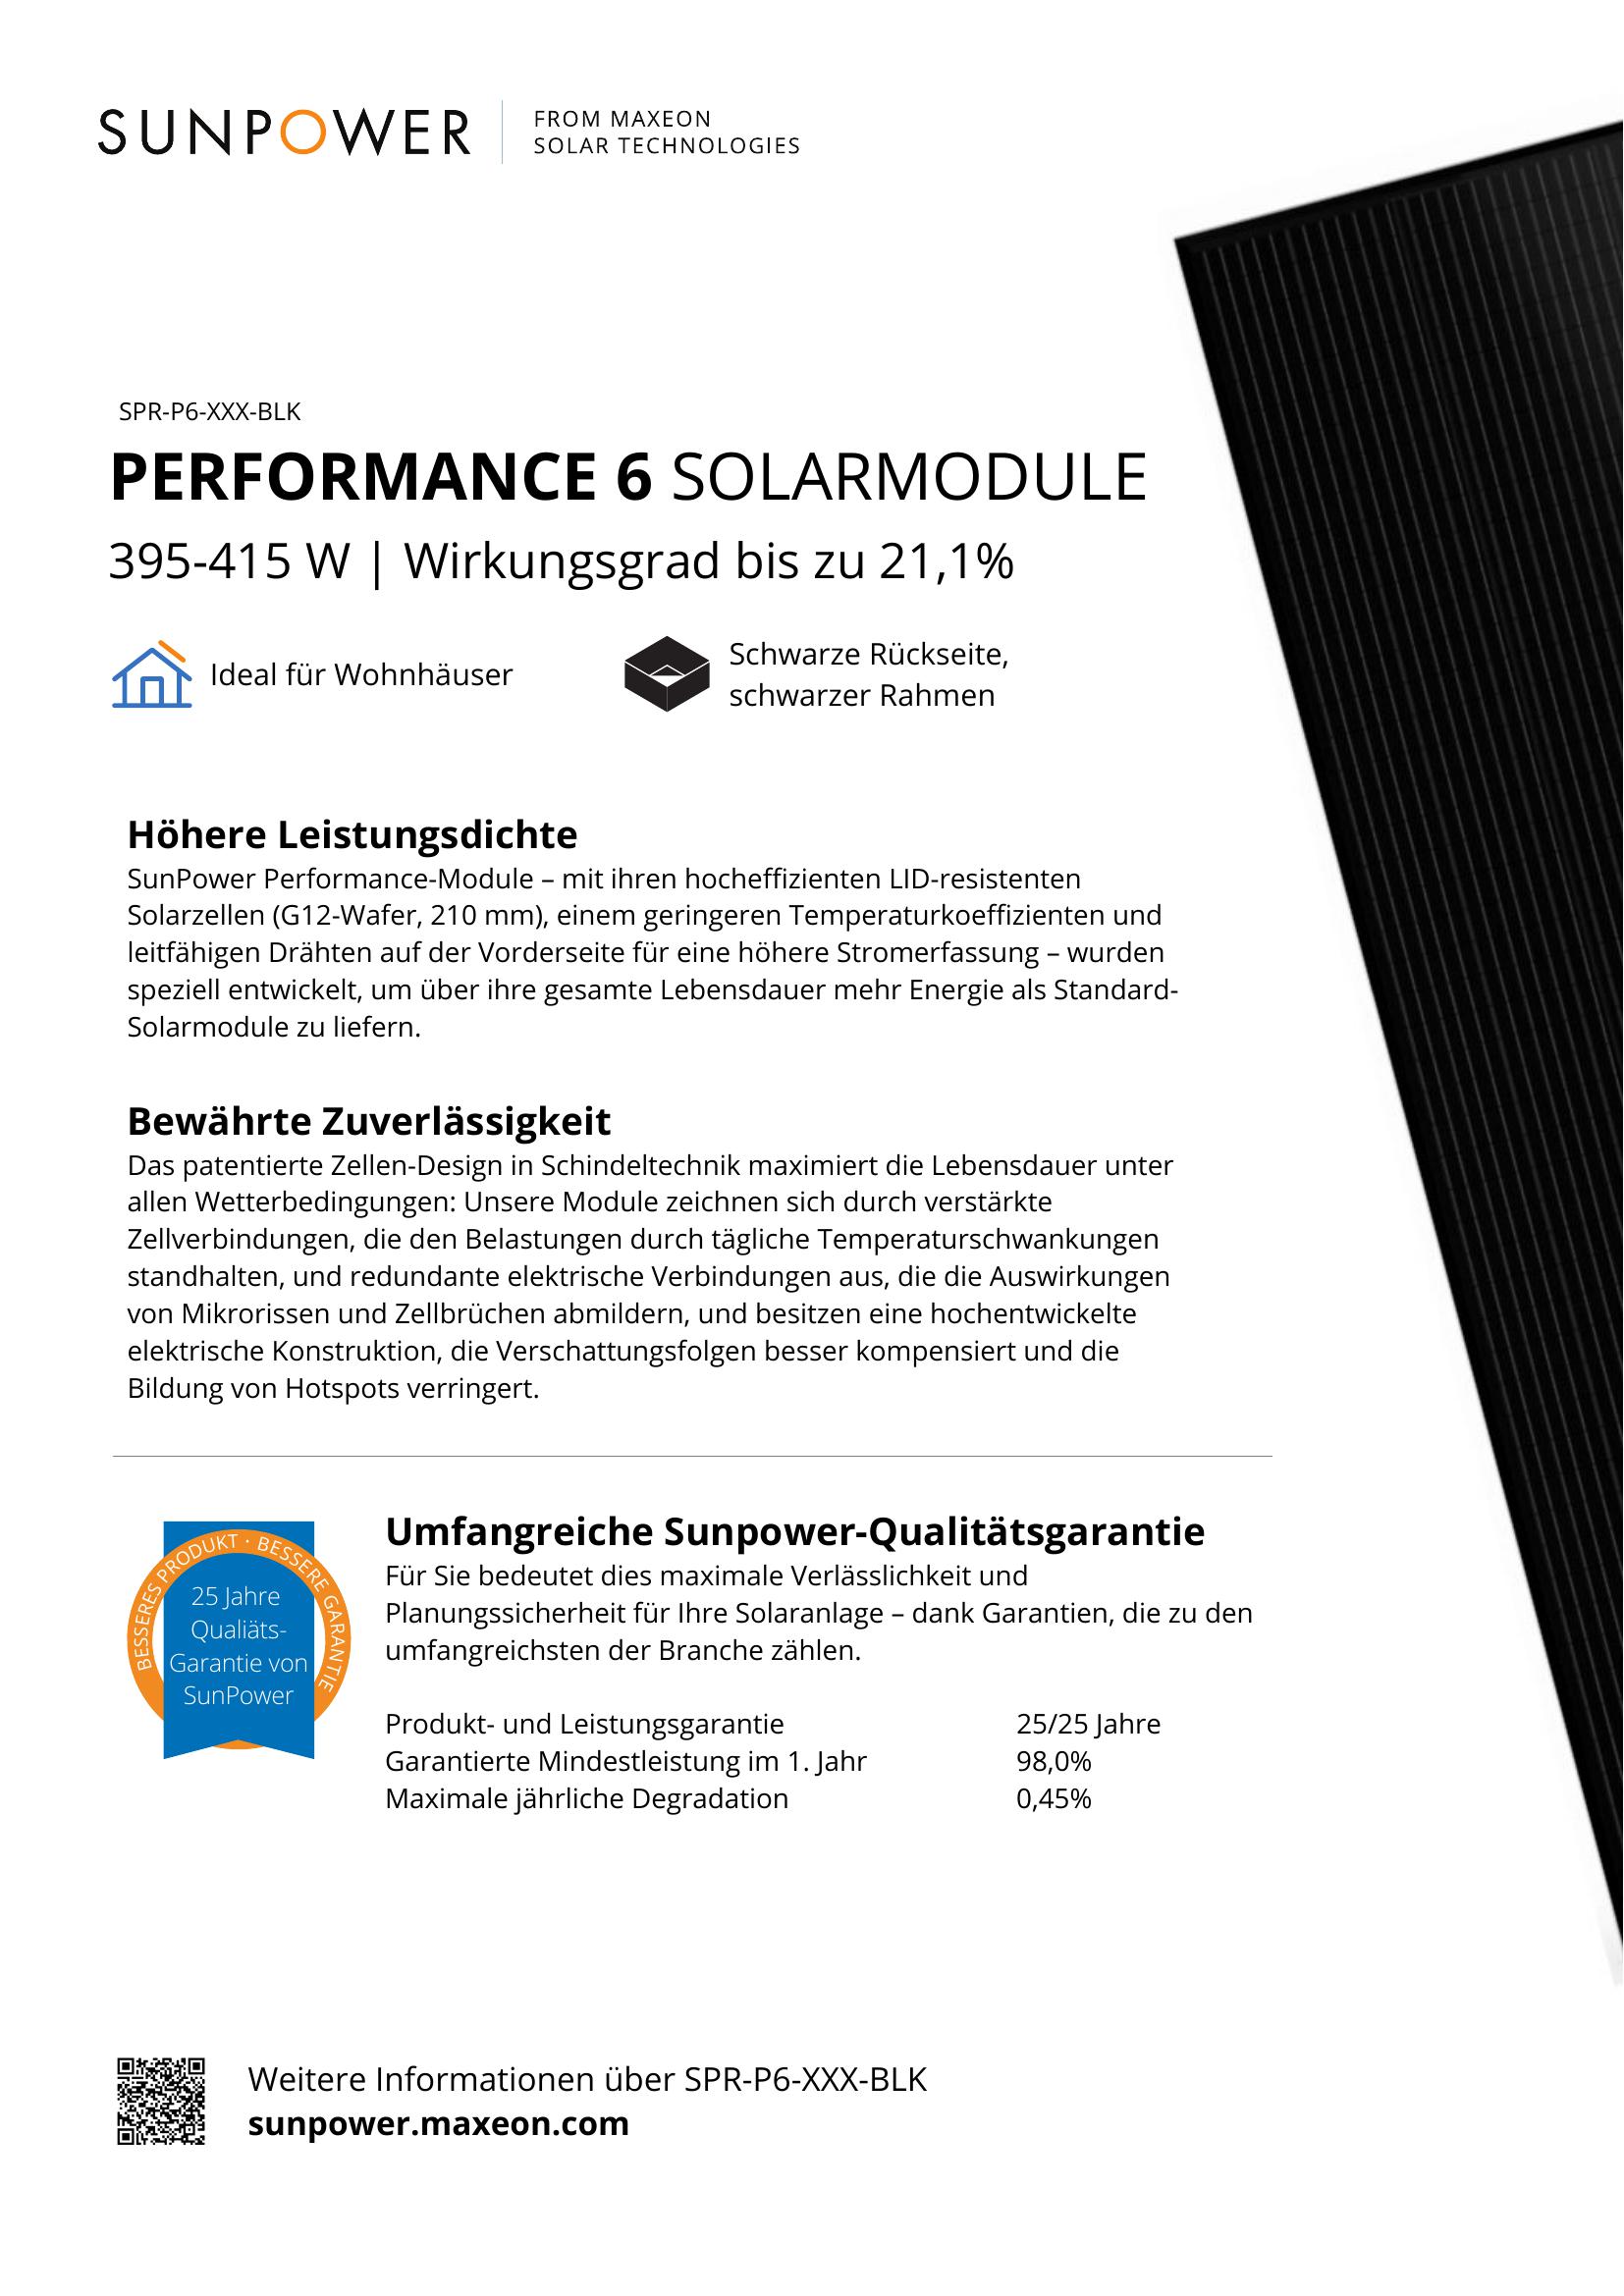 SUNPOWER
FROM MAXEON
SOLAR TECHNOLOGIES
SPR-P6-XXX-BLK
PERFORMANCE 6 SOLARMODULE
395-415 W | Wirkungsgrad bis zu 21,1%
Ideal für Wohnhäuser
Schwarze Rückseite,
schwarzer Rahmen
Höhere Leistungsdichte
SunPower Performance-Module – mit ihren hocheffizienten LID-resistenten
Solarzellen (G12-Wafer, 210 mm), einem geringeren Temperaturkoeffizienten und
leitfähigen Drähten auf der Vorderseite für eine höhere Stromerfassung – wurden
speziell entwickelt, um über ihre gesamte Lebensdauer mehr Energie als Standard-
Solarmodule zu liefern.
Bewährte Zuverlässigkeit
Das patentierte Zellen-Design in Schindeltechnik maximiert die Lebensdauer unter
allen Wetterbedingungen: Unsere Module zeichnen sich durch verstärkte
Zellverbindungen, die den Belastungen durch tägliche Temperaturschwankungen
standhalten, und redundante elektrische Verbindungen aus, die die Auswirkungen
von Mikrorissen und Zellbrüchen abmildern, und besitzen eine hochentwickelte
elektrische Konstruktion, die Verschattungsfolgen besser kompensiert und die
Bildung von Hotspots verringert.
BESSERES PRODUKT · BESSERE GARANTIE
25 Jahre
Qualiäts-
Garantie von
SunPower
Umfangreiche Sunpower-Qualitätsgarantie
Für Sie bedeutet dies maximale Verlässlichkeit und
Planungssicherheit für Ihre Solaranlage – dank Garantien, die zu den
umfangreichsten der Branche zählen.
Produkt- und Leistungsgarantie 25/25 Jahre
Garantierte Mindestleistung im 1. Jahr 98,0%
Maximale jährliche Degradation 0,45%
Weitere Informationen über SPR-P6-XXX-BLK
sunpower.maxeon.com